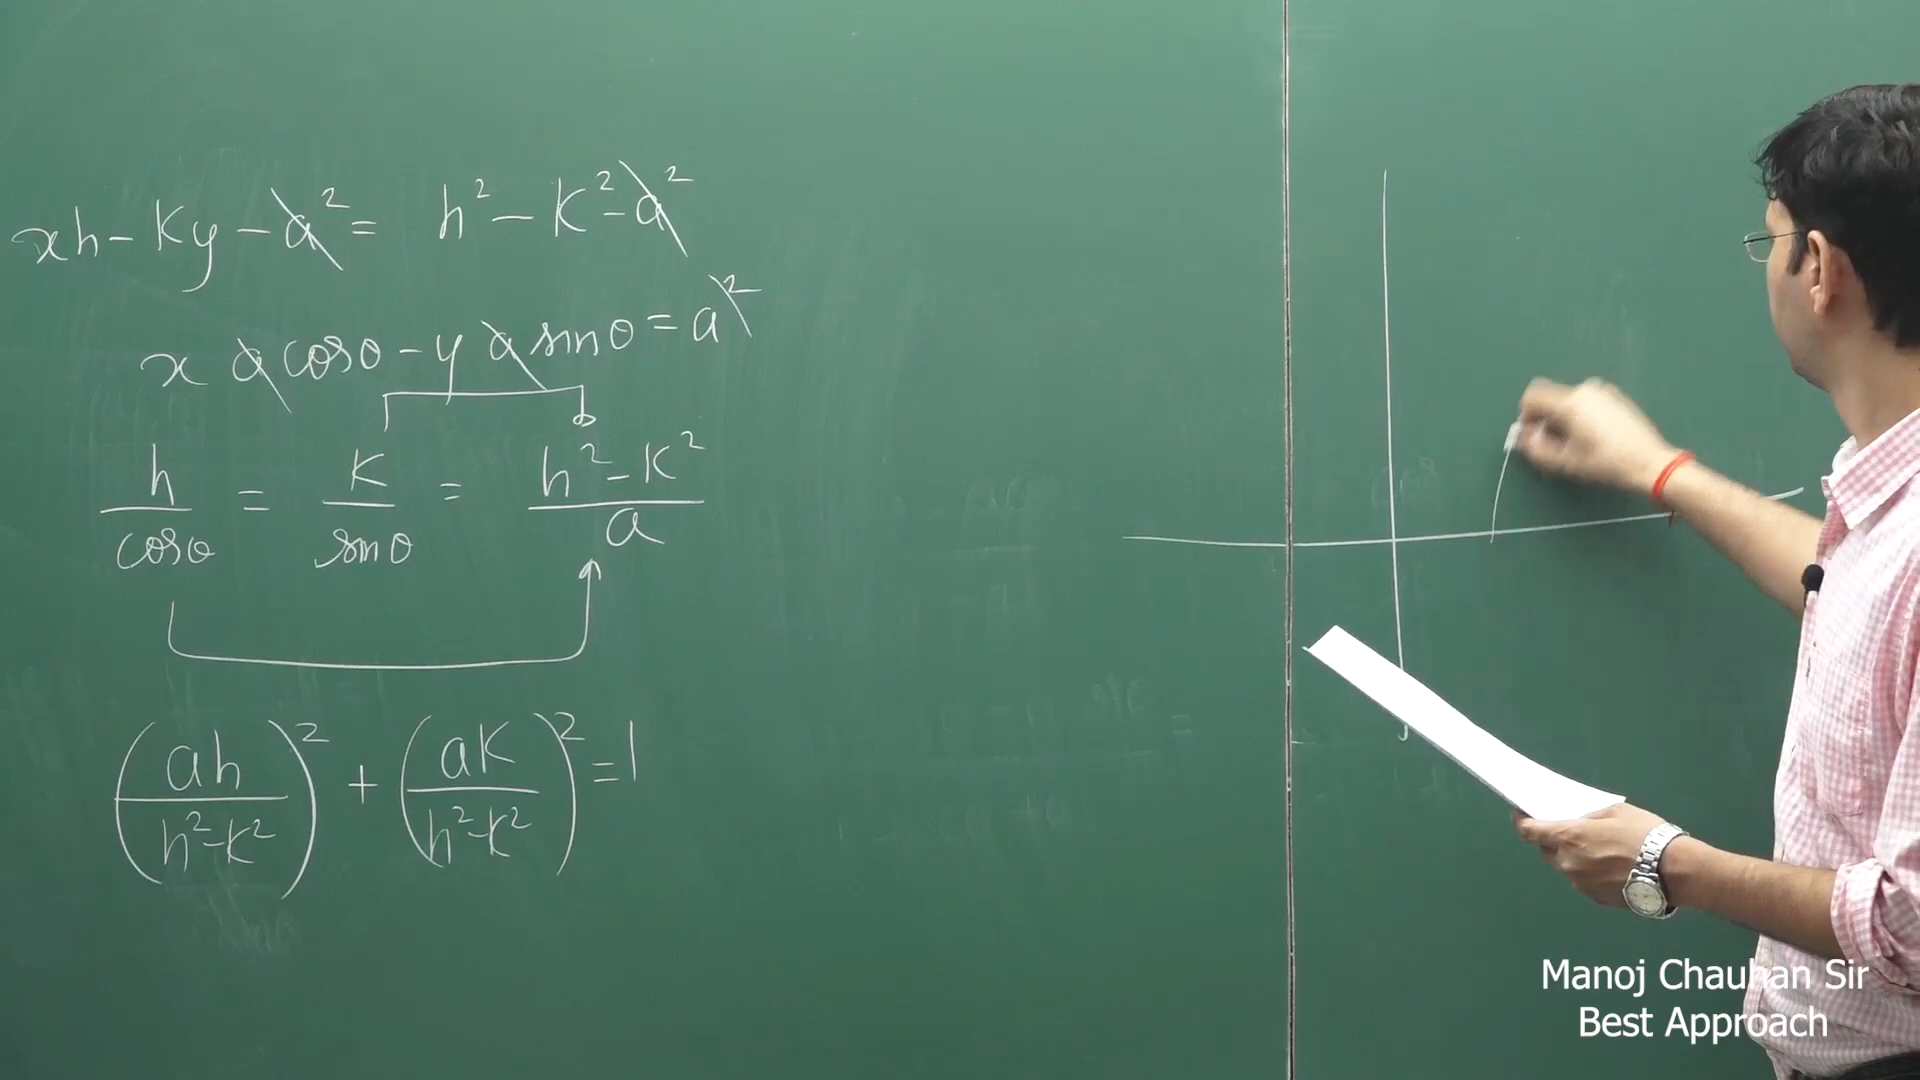 xh - ky - a² = h² - k² - a²
x a cosθ - y a sinθ = a²
h/cosθ = k/sinθ = (h² - k²)/a
(ah/(h² - k²))² + (ak/(h² - k²))² = 1
Manoj Chauhan Sir
Best Approach